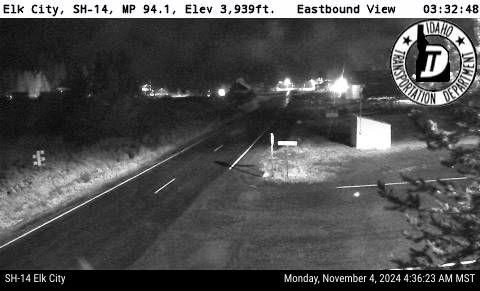 Elk City, SH-14, MP 94.1, Elev 3,939ft. Eastbound View 03:32:48
IDAHO
TRANSPORTATION DEPARTMENT
SH-14 Elk City Monday, November 4, 2024 4:36:23 AM MST